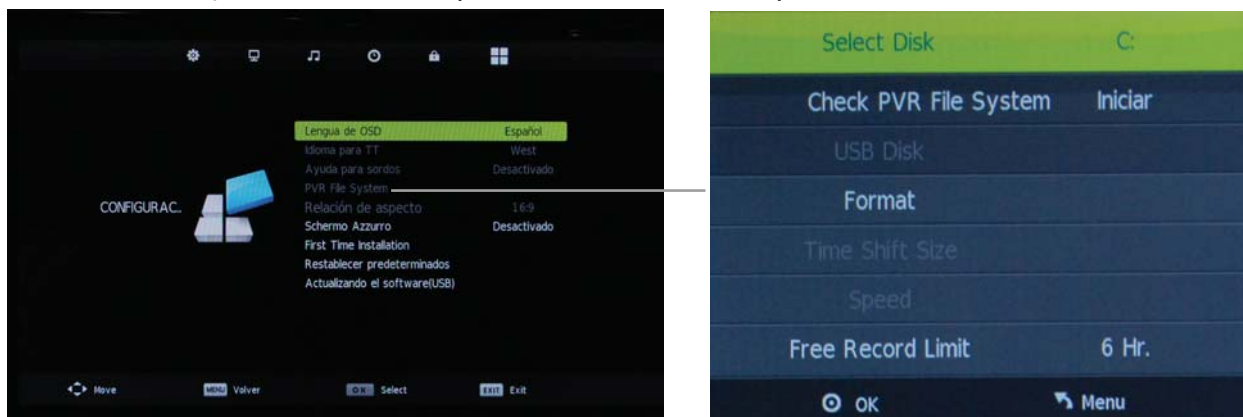 CONFIGURAC..
Lengua de OSD Español
Idioma para TT West
Ayuda para sordos Desactivado
PVR File System
Relación de aspecto 16:9
Schermo Azzurro Desactivado
First Time Installation
Restablecer predeterminados
Actualizando el software(USB)
Move MENU Volver OK Select EXIT Exit
Select Disk C:
Check PVR File System Iniciar
USB Disk
Format
Time Shift Size
Speed
Free Record Limit 6 Hr.
OK Menu